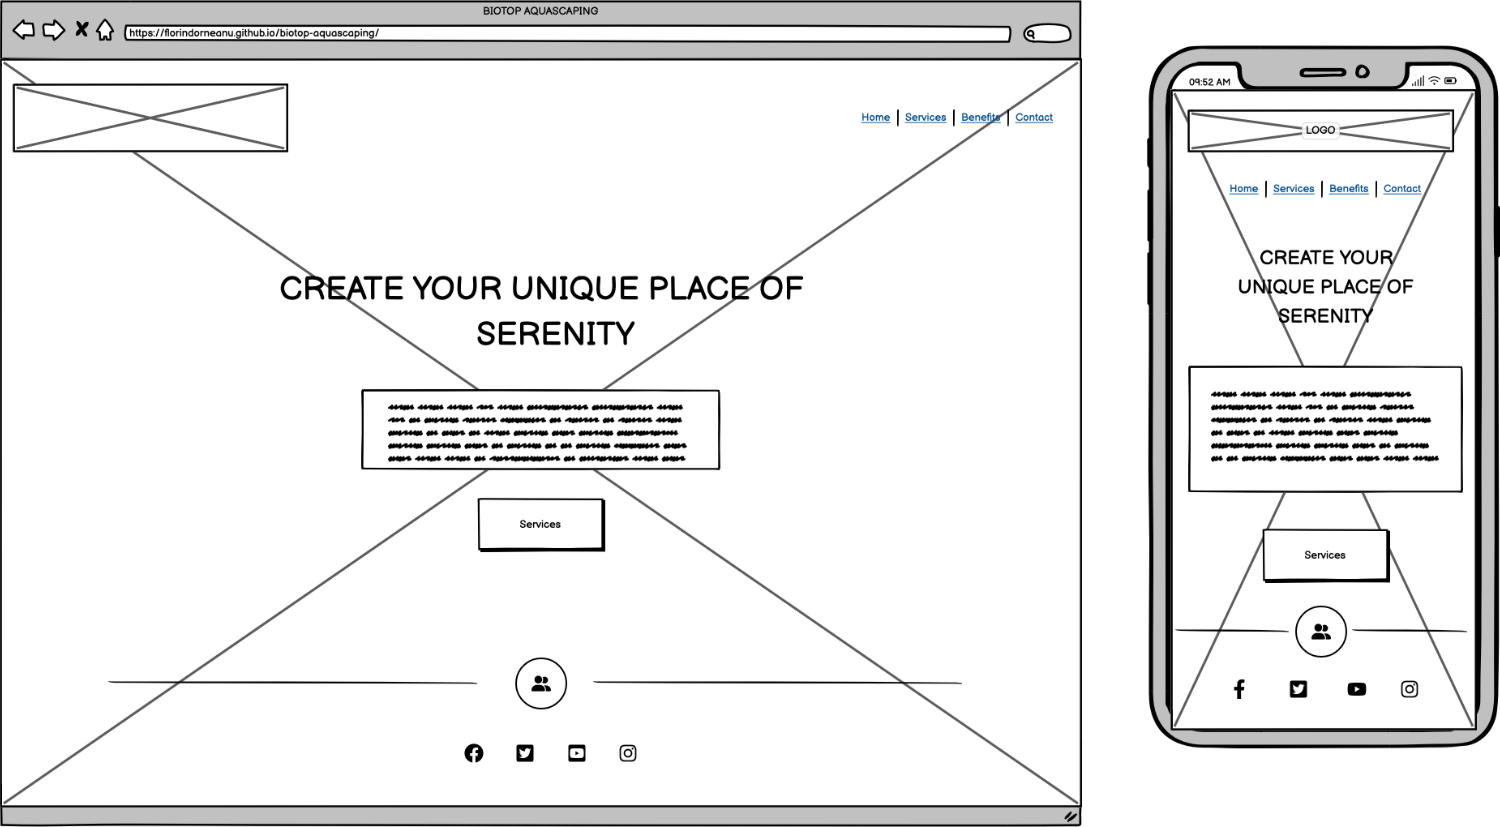 BIOTOP AQUASCAPING
https://florindorneanu.github.io/biotop-aquascaping/
Home Services Benefits Contact
CREATE YOUR UNIQUE PLACE OF
SERENITY
Services
09:52 AM
LOGO
Home Services Benefits Contact
CREATE YOUR
UNIQUE PLACE OF
SERENITY
Services